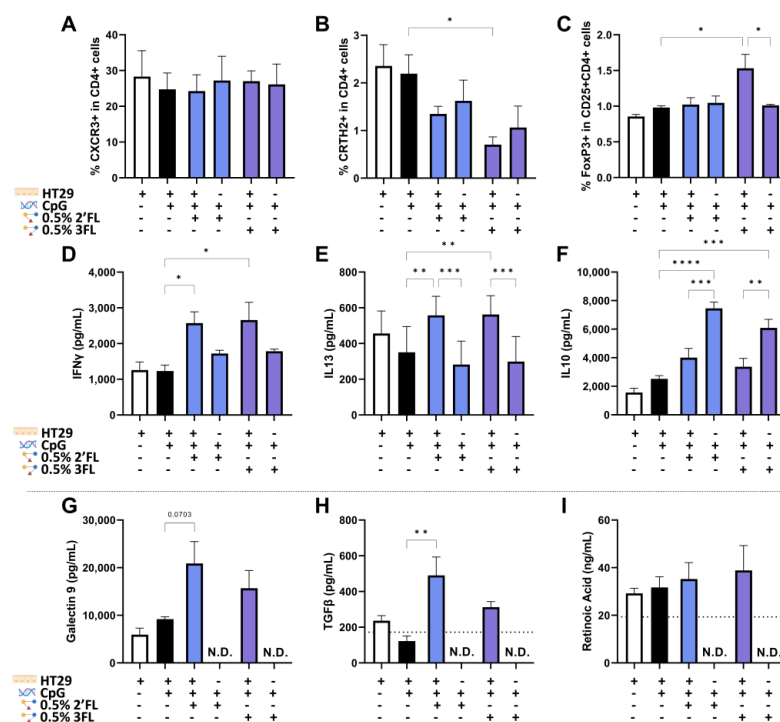 A
% CXCR3+ in CD4+ cells
40
30
20
10
0
B
% CRTH2+ in CD4+ cells
3
2
1
0
*
C
% FoxP3+ in CD25+CD4+ cells
2.0
1.5
1.0
0.5
0.0
* *
HT29 + + + - + - + + + - + - + + + - + -
CpG - + + + + + - + + + + + - + + + + +
0.5% 2'FL - - + + - - - - + + - - - - + + - -
0.5% 3FL - - - - + + - - - - + + - - - - + +
D
IFNγ (pg/mL)
4,000
3,000
2,000
1,000
0
*
*
E
IL13 (pg/mL)
800
600
400
200
0
**
** *** ***
F
IL10 (pg/mL)
10,000
8,000
6,000
4,000
2,000
0
***
****
*** **
HT29 + + + - + - + + + - + - + + + - + -
CpG - + + + + + - + + + + + - + + + + +
0.5% 2'FL - - + + - - - - + + - - - - + + - -
0.5% 3FL - - - - + + - - - - + + - - - - + +
G
Galectin 9 (pg/mL)
30,000
20,000
10,000
0
0.0703
N.D. N.D.
H
TGFβ (pg/mL)
800
600
400
200
0
**
N.D. N.D.
I
Retinoic Acid (ng/mL)
60
40
20
0
N.D. N.D.
HT29 + + + - + - + + + - + - + + + - + -
CpG - + + + + + - + + + + + - + + + + +
0.5% 2'FL - - + + - - - - + + - - - - + + - -
0.5% 3FL - - - - + + - - - - + + - - - - + +